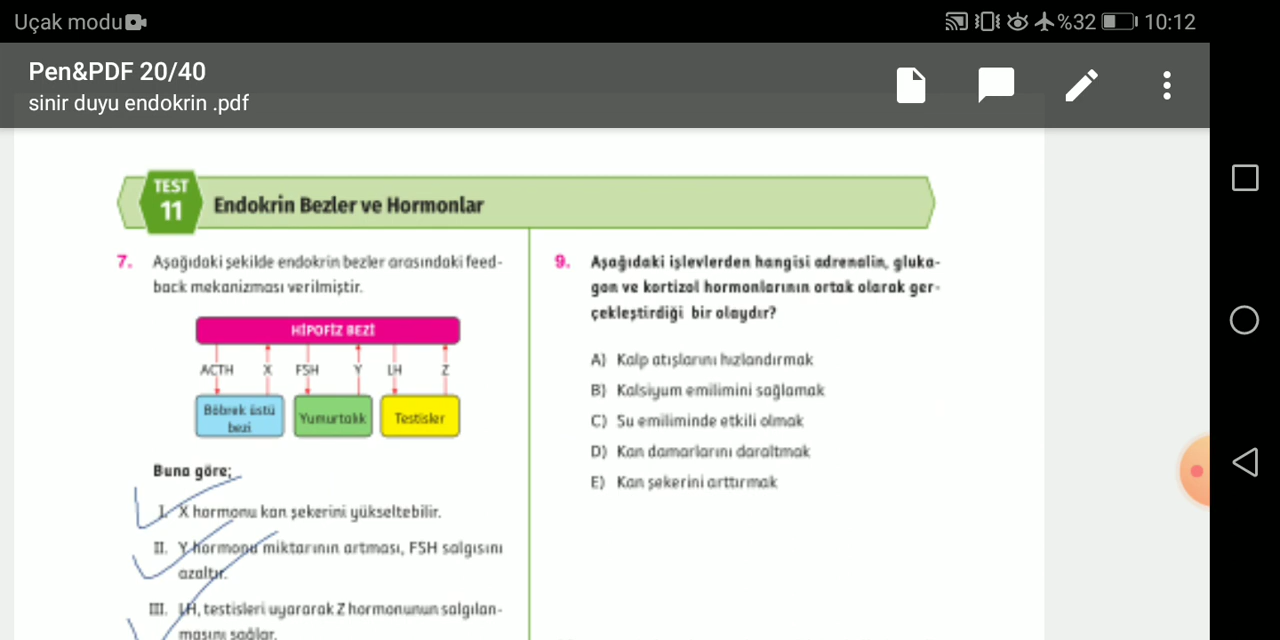 Uçak modu
%32 10:12
Pen&PDF 20/40
sinir duyu endokrin .pdf
TEST
11
Endokrin Bezler ve Hormonlar
7. Aşağıdaki şekilde endokrin bezler arasındaki feed-
back mekanizması verilmiştir.
HİPOFİZ BEZİ
ACTH X FSH Y LH Z
Böbrek üstü
bezi
Yumurtalık
Testisler
Buna göre;
I. X hormonu kan şekerini yükseltebilir.
II. Y hormonu miktarının artması, FSH salgısını
azaltır.
III. LH, testisleri uyararak Z hormonunun salgılan-
masını sağlar.
9. Aşağıdaki işlevlerden hangisi adrenalin, gluka-
gon ve kortizol hormonlarının ortak olarak ger-
çekleştirdiği bir olaydır?
A) Kalp atışlarını hızlandırmak
B) Kalsiyum emilimini sağlamak
C) Su emiliminde etkili olmak
D) Kan damarlarını daraltmak
E) Kan şekerini arttırmak